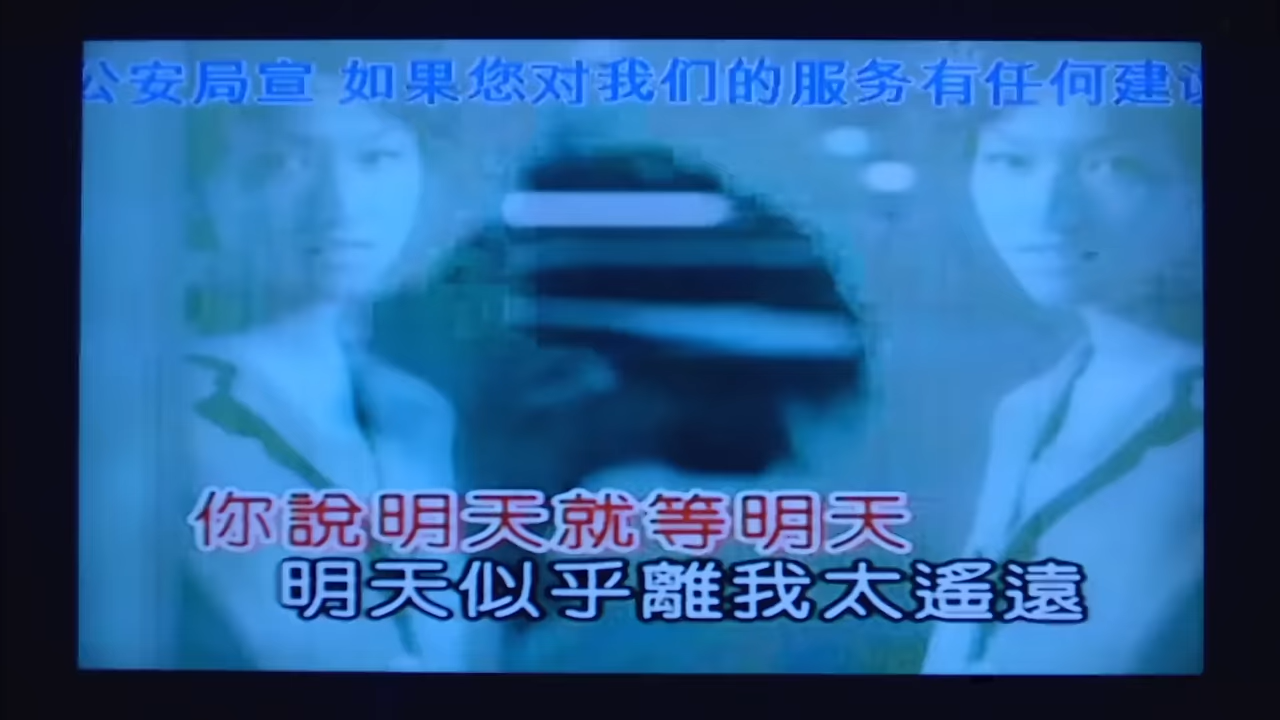 公安局宣 如果您对我们的服务有任何建议
你說明天就等明天
明天似乎離我太遙遠